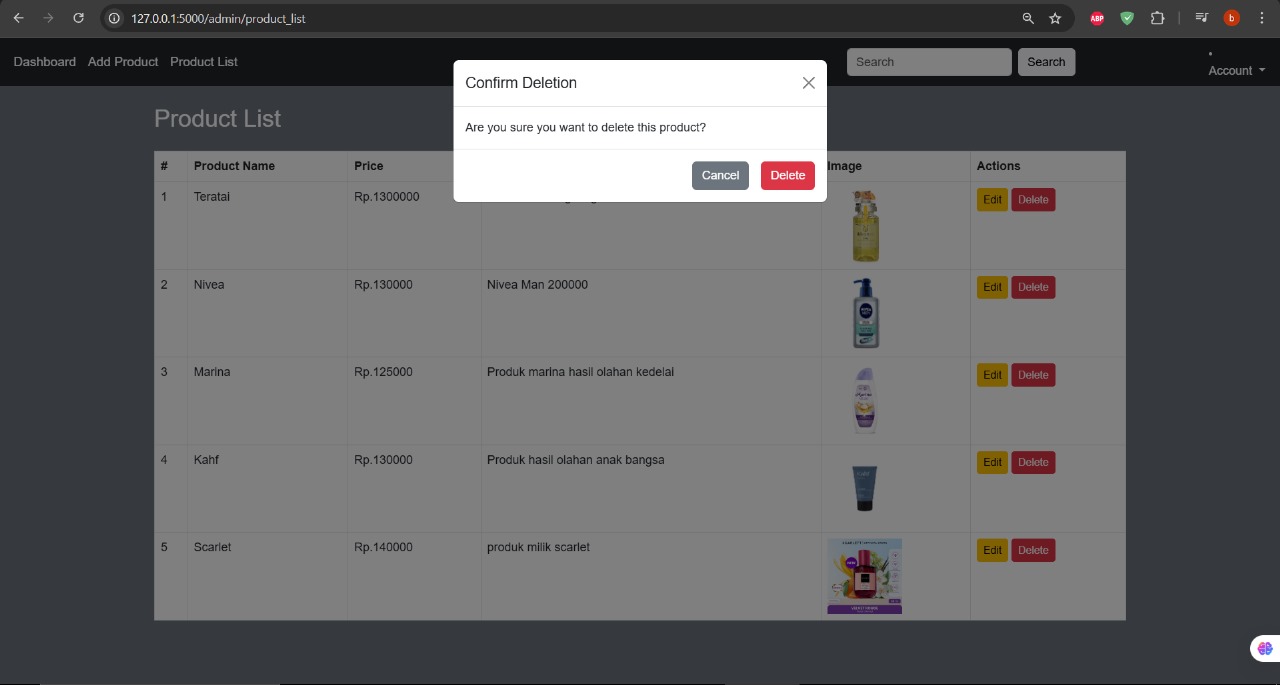 127.0.0.1:5000/admin/product_list
ABP
b
Dashboard Add Product Product List
Search Search
Account
Confirm Deletion
Are you sure you want to delete this product?
Cancel Delete
Product List
# Product Name Price Image Actions
1 Teratai Rp.1300000 Edit Delete
2 Nivea Rp.130000 Nivea Man 200000 Edit Delete
NIVEA
3 Marina Rp.125000 Produk marina hasil olahan kedelai Edit Delete
4 Kahf Rp.130000 Produk hasil olahan anak bangsa Edit Delete
5 Scarlet Rp.140000 produk milik scarlet Edit Delete